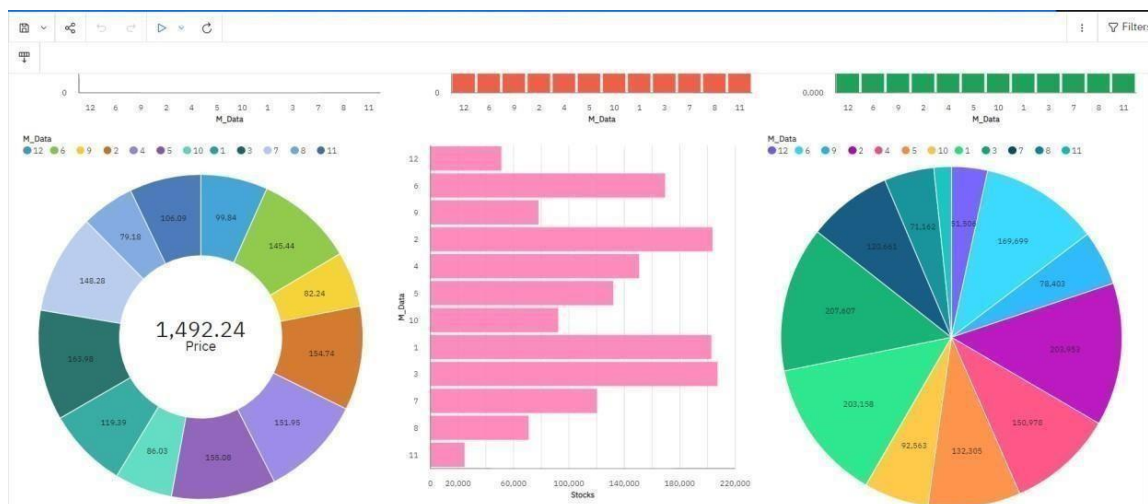 Filters
0
12 6 9 2 4 5 10 1 3 7 8 11
M_Data
0
12 6 9 2 4 5 10 1 3 7 8 11
M_Data
0.000
12 6 9 2 4 5 10 1 3 7 8 11
M_Data
M_Data
12 6 9 2 4 5 10 1 3 7 8 11
99.84
145.44
82.24
154.74
151.95
155.08
86.03
119.39
163.98
148.28
79.18
106.09
1,492.24
Price
M_Data
12
6
9
2
4
5
10
1
3
7
8
11
0 20,000 60,000 100,000 140,000 180,000 220,000
Stocks
M_Data
12 6 9 2 4 5 10 1 3 7 8 11
51,506
169,699
78,403
203,952
150,978
132,305
92,563
203,158
207,607
71,162